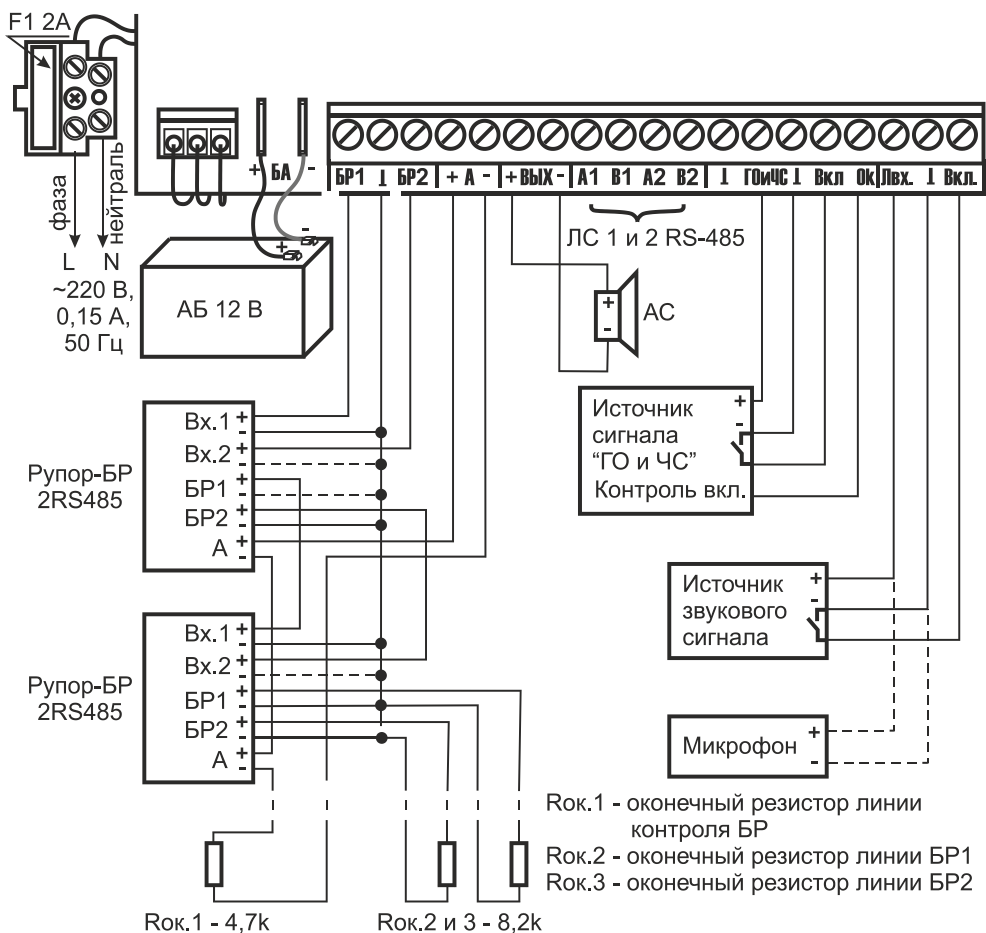 F1 2А
фаза
нейтраль
L N
~220 В,
0,15 А,
50 Гц
+ БА -
+ -
АБ 12 В
БР1 ⊥ БР2 + А - + ВЫХ - А1 В1 А2 В2 ⊥ ГОиЧС ⊥ Вкл Ok Лвх. ⊥ Вкл.
ЛС 1 и 2 RS-485
+
-
АС
Рупор-БР
2RS485
Вх.1 +
-
Вх.2 +
-
БР1 +
-
БР2 +
-
А +
-
Рупор-БР
2RS485
Вх.1 +
-
Вх.2 +
-
БР1 +
-
БР2 +
-
А +
-
Источник +
сигнала -
“ГО и ЧС”
Контроль вкл.
Источник +
звукового -
сигнала
Микрофон +
-
Rок.1 - оконечный резистор линии
контроля БР
Rок.2 - оконечный резистор линии БР1
Rок.3 - оконечный резистор линии БР2
Rок.1 - 4,7k
Rок.2 и 3 - 8,2k